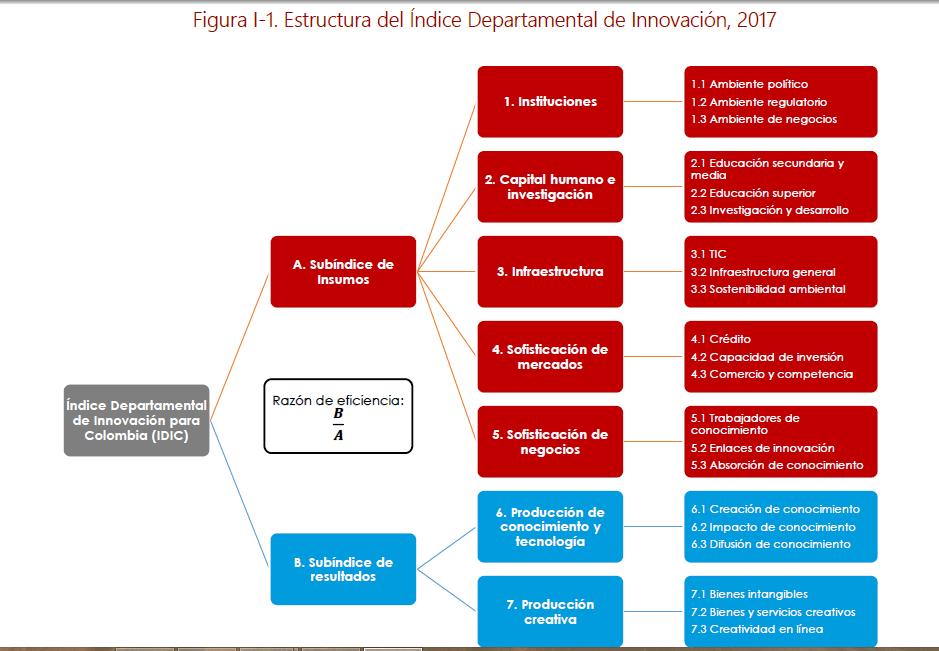 Figura I-1. Estructura del Índice Departamental de Innovación, 2017
Índice Departamental
de Innovación para
Colombia (IDIC)
A. Subíndice de
Insumos
Razón de eficiencia:
B
A
B. Subíndice de
resultados
1. Instituciones
1.1 Ambiente político
1.2 Ambiente regulatorio
1.3 Ambiente de negocios
2. Capital humano e
investigación
2.1 Educación secundaria y
media
2.2 Educación superior
2.3 Investigación y desarrollo
3. Infraestructura
3.1 TIC
3.2 Infraestructura general
3.3 Sostenibilidad ambiental
4. Sofisticación de
mercados
4.1 Crédito
4.2 Capacidad de inversión
4.3 Comercio y competencia
5. Sofisticación de
negocios
5.1 Trabajadores de
conocimiento
5.2 Enlaces de innovación
5.3 Absorción de conocimiento
6. Producción de
conocimiento y
tecnología
6.1 Creación de conocimiento
6.2 Impacto de conocimiento
6.3 Difusión de conocimiento
7. Producción
creativa
7.1 Bienes intangibles
7.2 Bienes y servicios creativos
7.3 Creatividad en línea